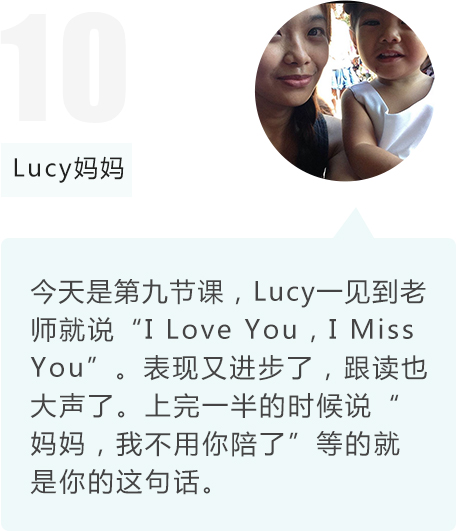 10
Lucy妈妈
今天是第九节课，Lucy一见到老
师就说“I Love You，I Miss
You”。表现又进步了，跟读也
大声了。上完一半的时候说“
妈妈，我不用你陪了”等的就
是你的这句话。